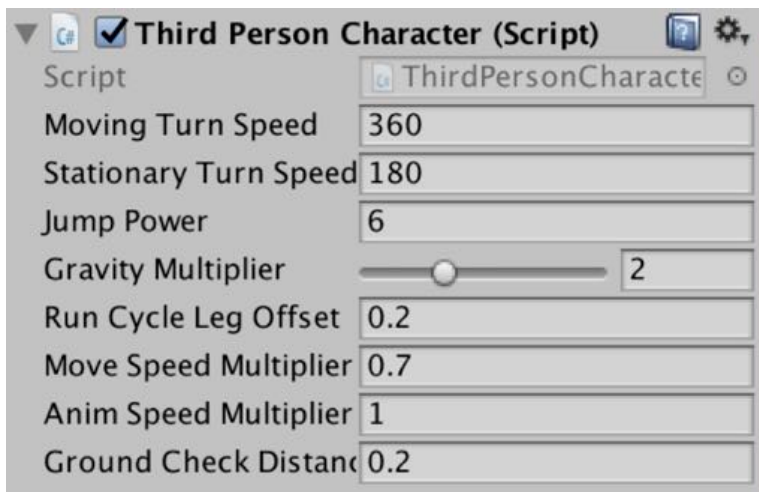 Third Person Character (Script)
Script ThirdPersonCharacte
Moving Turn Speed 360
Stationary Turn Speed 180
Jump Power 6
Gravity Multiplier 2
Run Cycle Leg Offset 0.2
Move Speed Multiplier 0.7
Anim Speed Multiplier 1
Ground Check Distanc 0.2